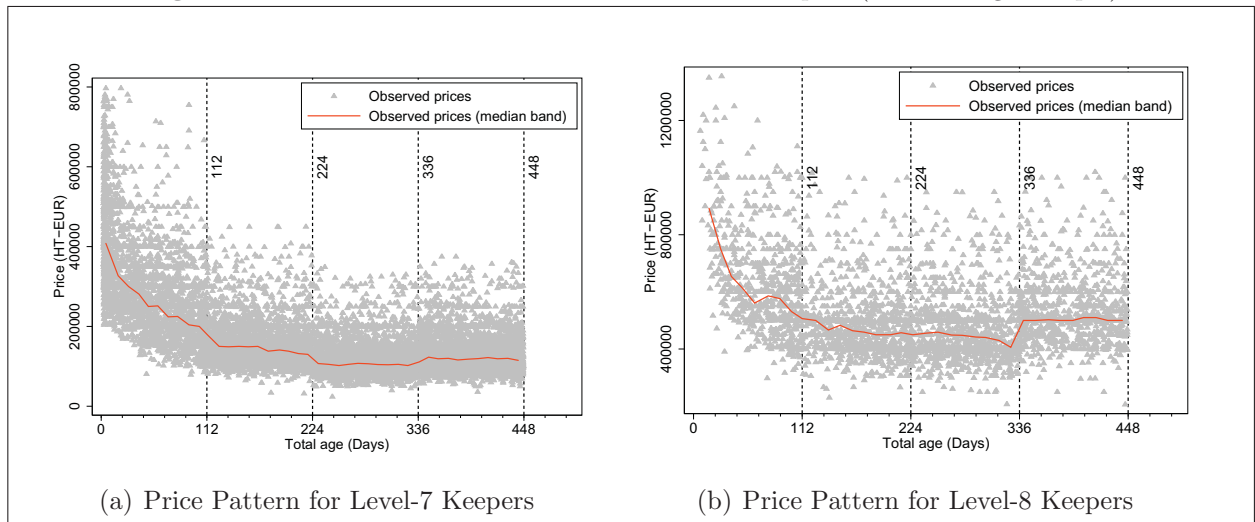 Observed prices
Observed prices (median band)
Price (HT−EUR)
800000
600000
400000
200000
0
112
224
336
448
0
112
224
336
448
Total age (Days)
(a) Price Pattern for Level-7 Keepers
Observed prices
Observed prices (median band)
Price (HT−EUR)
1200000
800000
400000
112
224
336
448
0
112
224
336
448
Total age (Days)
(b) Price Pattern for Level-8 Keepers